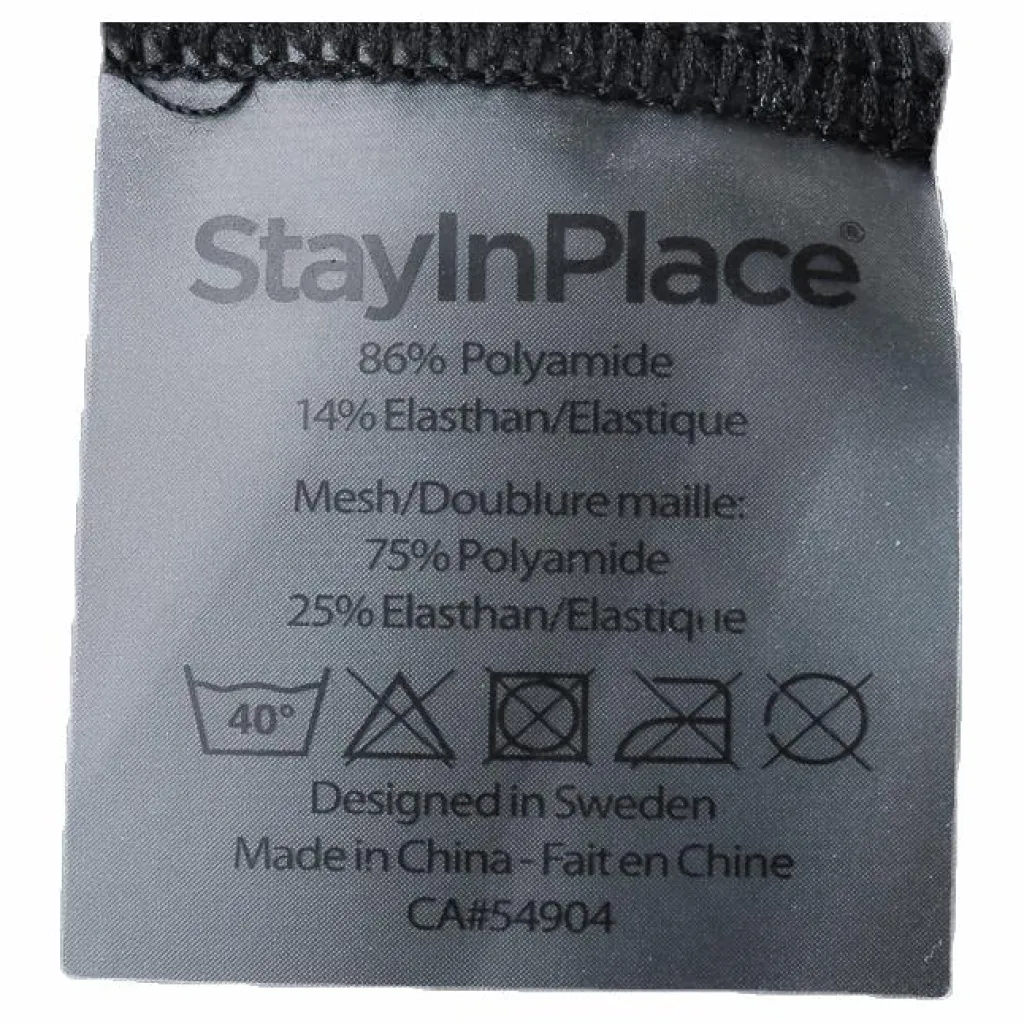 StayInPlace®
86% Polyamide
14% Elasthan/Elastique
Mesh/Doublure maille:
75% Polyamide
25% Elasthan/Elastique
40°
Designed in Sweden
Made in China - Fait en Chine
CA#54904